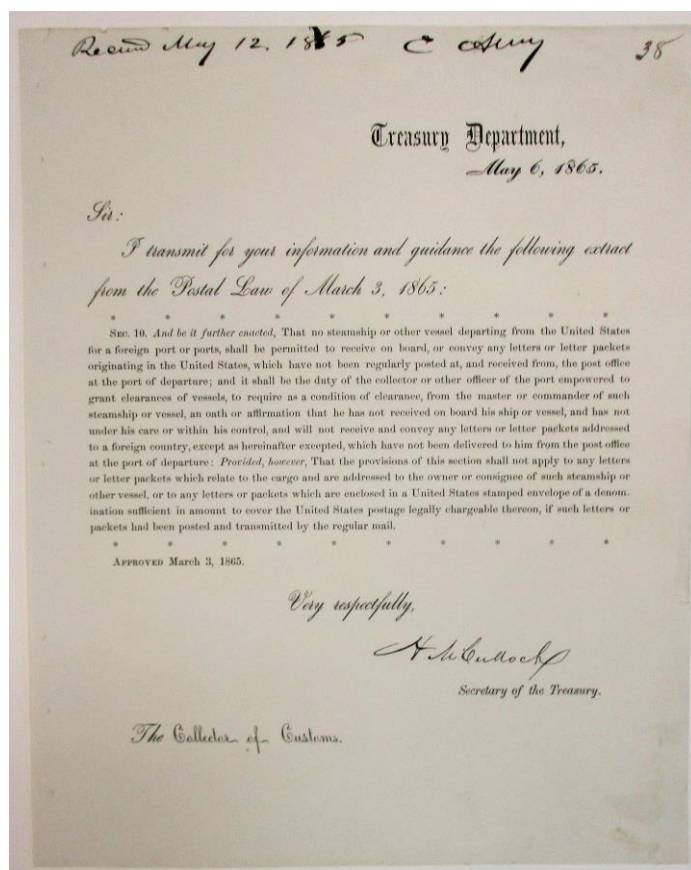 May 12, 1865
38
Treasury Department,
May 6, 1865.
Sir:
I transmit for your information and guidance the following extract
from the Postal Law of March 3, 1865:
* * * * * * * * * *
Sec. 10. And be it further enacted, That no steamship or other vessel departing from the United States
for a foreign port or ports, shall be permitted to receive on board, or convey any letters or letter packets
originating in the United States, which have not been regularly posted at, and received from, the post office
at the port of departure; and it shall be the duty of the collector or other officer of the port empowered to
grant clearances of vessels, to require as a condition of clearance, from the master or commander of such
steamship or vessel, an oath or affirmation that he has not received on board his ship or vessel, and has not
under his care or within his control, and will not receive and convey any letters or letter packets addressed
to a foreign country, except as hereinafter excepted, which have not been delivered to him from the post office
at the port of departure: Provided, however, That the provisions of this section shall not apply to any letters
or letter packets which relate to the cargo and are addressed to the owner or consignee of such steamship or
other vessel, or to any letters or packets which are enclosed in a United States stamped envelope of a denom-
ination sufficient in amount to cover the United States postage legally chargeable thereon, if such letters or
packets had been posted and transmitted by the regular mail.
* * * * * * * * * *
Approved March 3, 1865.
Very respectfully,
H McCulloch
Secretary of the Treasury.
The Collector of Customs.